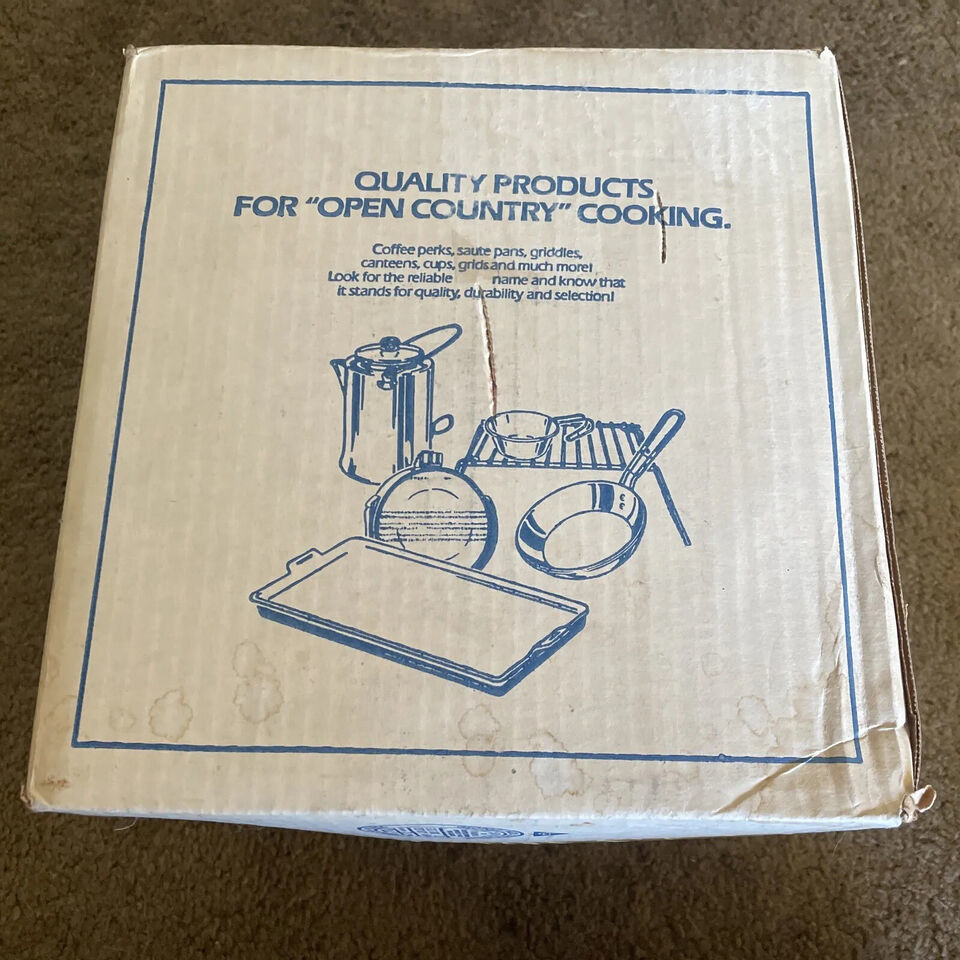 QUALITY PRODUCTS
FOR “OPEN COUNTRY” COOKING.
Coffee perks, saute pans, griddles,
canteens, cups, grids and much more!
Look for the reliable name and know that
it stands for quality, durability and selection!